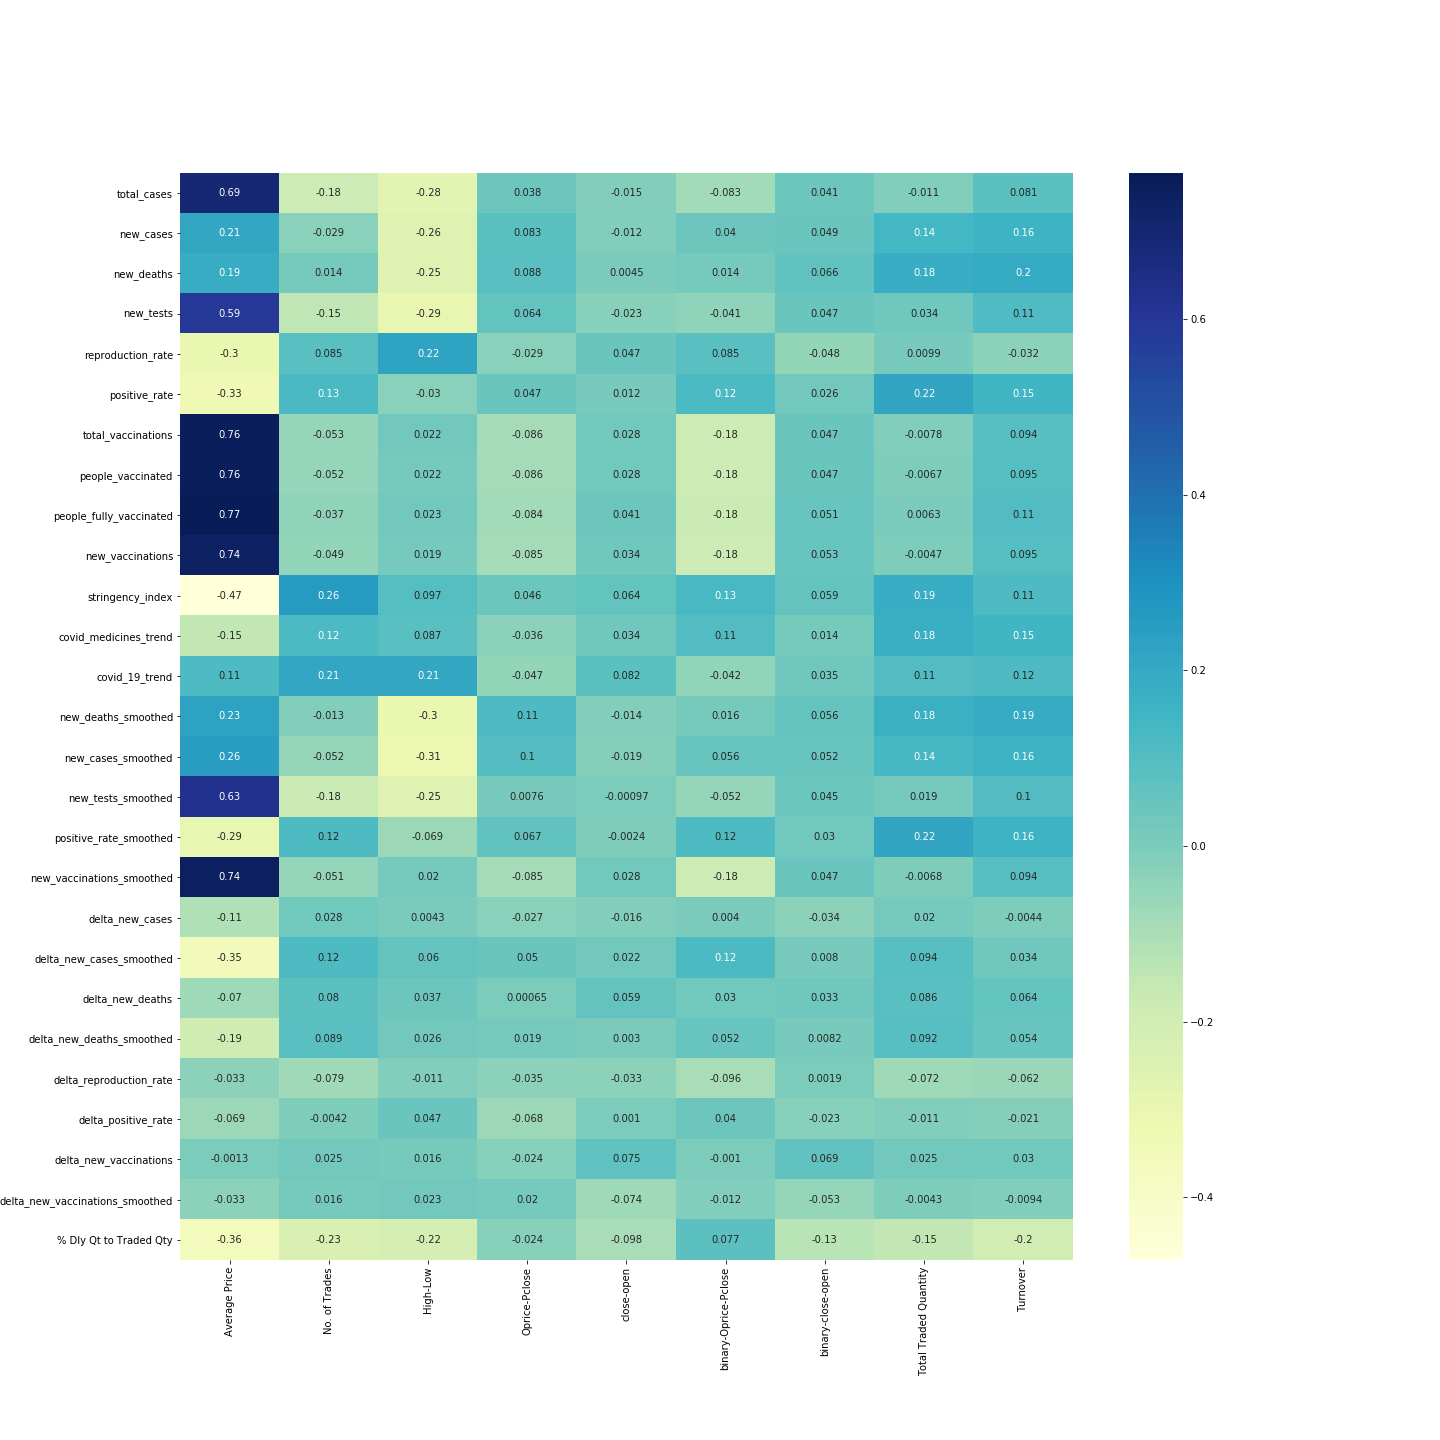 total_cases 0.69 -0.18 -0.28 0.038 -0.015 -0.083 0.041 -0.011 0.081
new_cases 0.21 -0.029 -0.26 0.083 -0.012 0.04 0.049 0.14 0.16
new_deaths 0.19 0.014 -0.25 0.088 0.0045 0.014 0.066 0.18 0.2
new_tests 0.59 -0.15 -0.29 0.064 -0.023 -0.041 0.047 0.034 0.11
0.6
reproduction_rate -0.3 0.085 0.22 -0.029 0.047 0.085 -0.048 0.0099 -0.032
positive_rate -0.33 0.13 -0.03 0.047 0.012 0.12 0.026 0.22 0.15
total_vaccinations 0.76 -0.053 0.022 -0.086 0.028 -0.18 0.047 -0.0078 0.094
people_vaccinated 0.76 -0.052 0.022 -0.086 0.028 -0.18 0.047 -0.0067 0.095
0.4
people_fully_vaccinated 0.77 -0.037 0.023 -0.084 0.041 -0.18 0.051 0.0063 0.11
new_vaccinations 0.74 -0.049 0.019 -0.085 0.034 -0.18 0.053 -0.0047 0.095
stringency_index -0.47 0.26 0.097 0.046 0.064 0.13 0.059 0.19 0.11
covid_medicines_trend -0.15 0.12 0.087 -0.036 0.034 0.11 0.014 0.18 0.15
0.2
covid_19_trend 0.11 0.21 0.21 -0.047 0.082 -0.042 0.035 0.11 0.12
new_deaths_smoothed 0.23 -0.013 -0.3 0.11 -0.014 0.016 0.056 0.18 0.19
new_cases_smoothed 0.26 -0.052 -0.31 0.1 -0.019 0.056 0.052 0.14 0.16
new_tests_smoothed 0.63 -0.18 -0.25 0.0076 -0.00097 -0.052 0.045 0.019 0.1
positive_rate_smoothed -0.29 0.12 -0.069 0.067 -0.0024 0.12 0.03 0.22 0.16
0.0
new_vaccinations_smoothed 0.74 -0.051 0.02 -0.085 0.028 -0.18 0.047 -0.0068 0.094
delta_new_cases -0.11 0.028 0.0043 -0.027 -0.016 0.004 -0.034 0.02 -0.0044
delta_new_cases_smoothed -0.35 0.12 0.06 0.05 0.022 0.12 0.008 0.094 0.034
delta_new_deaths -0.07 0.08 0.037 0.00065 0.059 0.03 0.033 0.086 0.064
−0.2
delta_new_deaths_smoothed -0.19 0.089 0.026 0.019 0.003 0.052 0.0082 0.092 0.054
delta_reproduction_rate -0.033 -0.079 -0.011 -0.035 -0.033 -0.096 0.0019 -0.072 -0.062
delta_positive_rate -0.069 -0.0042 0.047 -0.068 0.001 0.04 -0.023 -0.011 -0.021
delta_new_vaccinations -0.0013 0.025 0.016 -0.024 0.075 -0.001 0.069 0.025 0.03
−0.4
delta_new_vaccinations_smoothed -0.033 0.016 0.023 0.02 -0.074 -0.012 -0.053 -0.0043 -0.0094
% Dly Qt to Traded Qty -0.36 -0.23 -0.22 -0.024 -0.098 0.077 -0.13 -0.15 -0.2
Average Price
No. of Trades
High-Low
Oprice-Pclose
close-open
binary-Oprice-Pclose
binary-close-open
Total Traded Quantity
Turnover